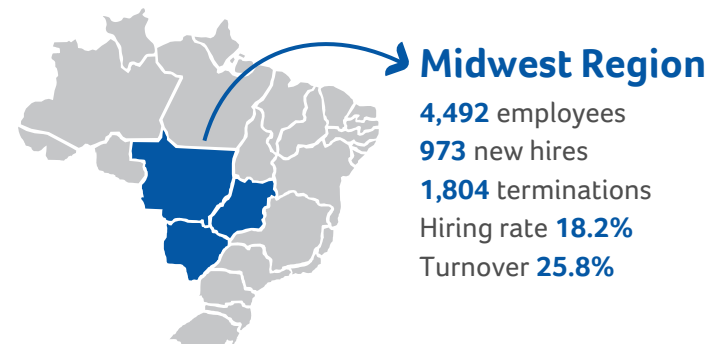 Midwest Region
4,492 employees
973 new hires
1,804 terminations
Hiring rate 18.2%
Turnover 25.8%